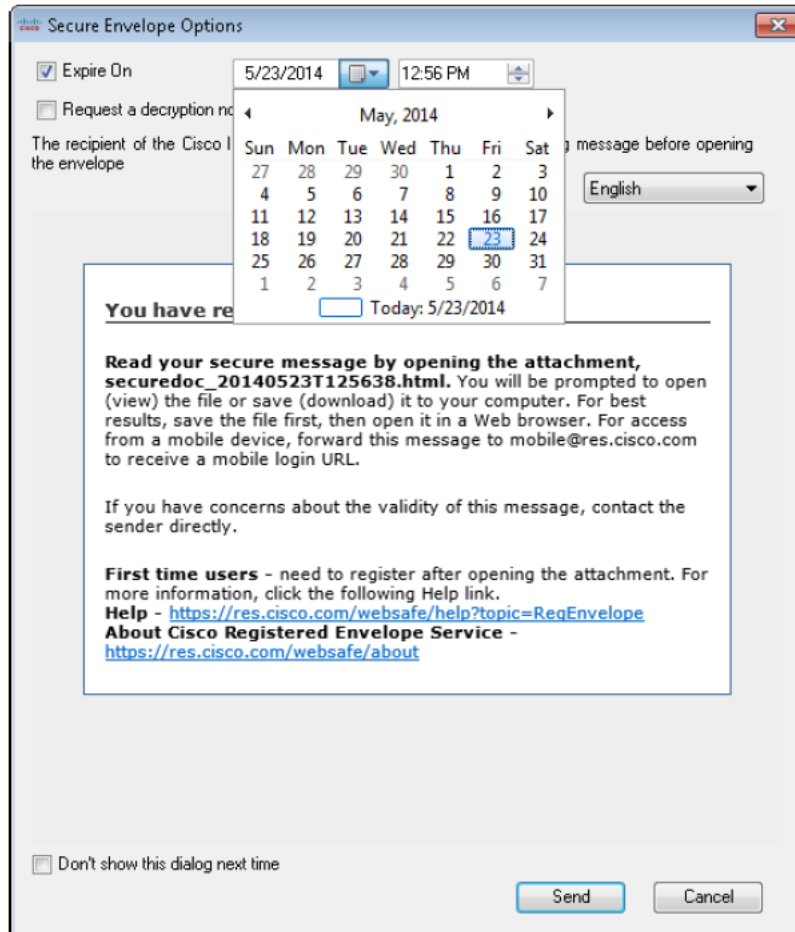 cisco Secure Envelope Options
Expire On 5/23/2014 12:56 PM
Request a decryption
May, 2014
The recipient of the Cisco message before opening
the envelope
English
Sun Mon Tue Wed Thu Fri Sat
27 28 29 30 1 2 3
4 5 6 7 8 9 10
11 12 13 14 15 16 17
18 19 20 21 22 23 24
25 26 27 28 29 30 31
1 2 3 4 5 6 7
Today: 5/23/2014
You have
Read your secure message by opening the attachment,
securedoc_20140523T125638.html. You will be prompted to open
(view) the file or save (download) it to your computer. For best
results, save the file first, then open it in a Web browser. For access
from a mobile device, forward this message to mobile@res.cisco.com
to receive a mobile login URL.
If you have concerns about the validity of this message, contact the
sender directly.
First time users - need to register after opening the attachment. For
more information, click the following Help link.
Help - https://res.cisco.com/websafe/help?topic=RegEnvelope
About Cisco Registered Envelope Service -
https://res.cisco.com/websafe/about
Don't show this dialog next time
Send Cancel